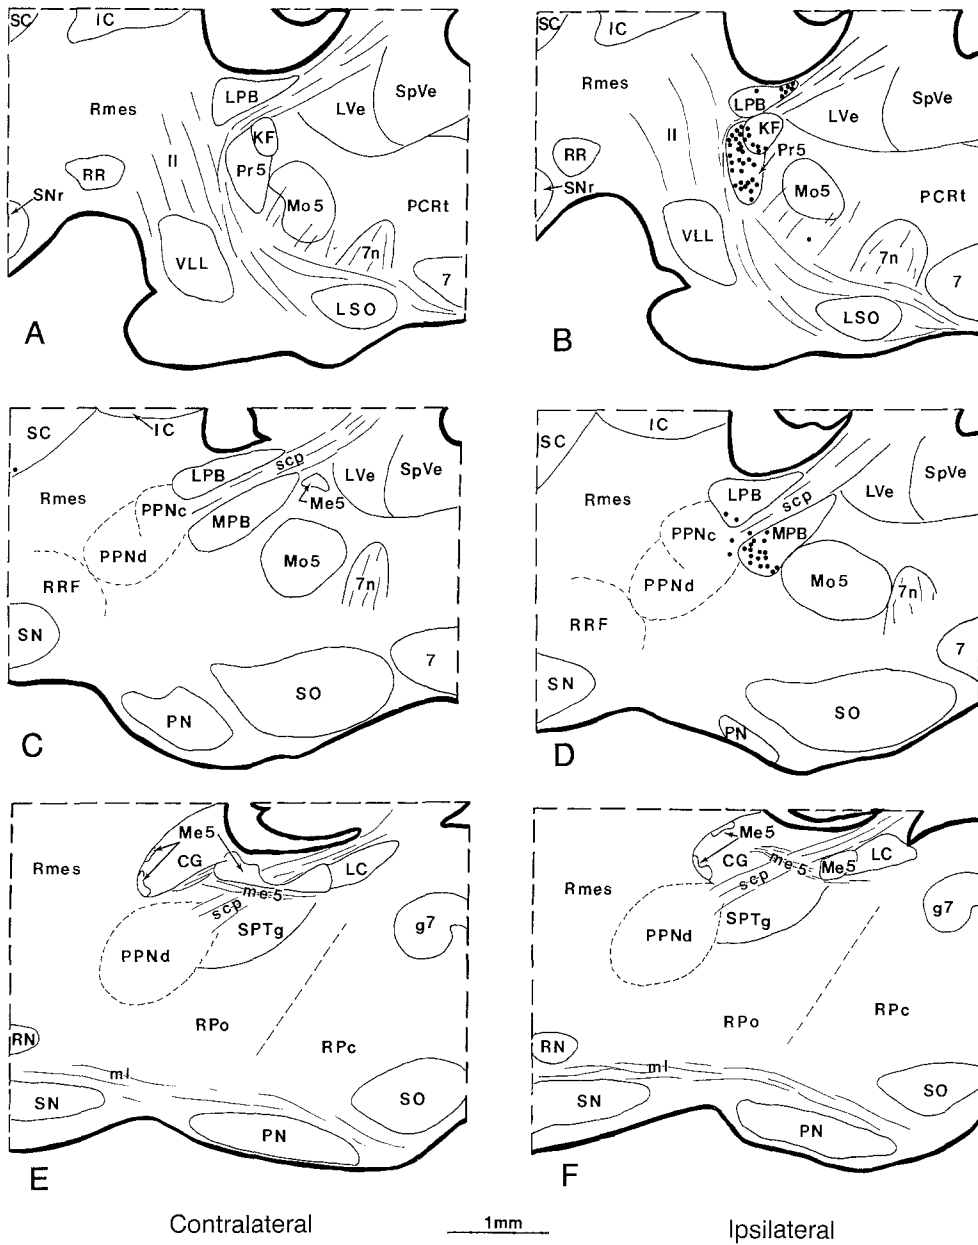 SC IC
Rmes LPB LVe SpVe
KF
ll Pr5
RR
SNr Mo5 PCRt
VLL 7n 7
LSO
A
SC IC
Rmes LPB LVe SpVe
KF
ll
RR Pr5
SNr Mo5 PCRt
VLL 7n 7
LSO
B
SC IC
LPB scp SpVe
Rmes LVe
PPNc Me5
MPB
PPNd Mo5
RRF 7n
SN
7
PN SO
C
SC IC
Rmes LPB scp LVe SpVe
PPNc MPB
PPNd Mo5 7n
RRF
7
SN
PN SO
D
Me5
Rmes CG LC
me5
scp
SPTg g7
PPNd
RPo
RN RPc
ml
SN SO
PN
E
Me5
Rmes CG me5 Me5 LC
scp
SPTg g7
PPNd
RPo RPc
RN
ml
SN SO
PN
F
Contralateral 1mm Ipsilateral